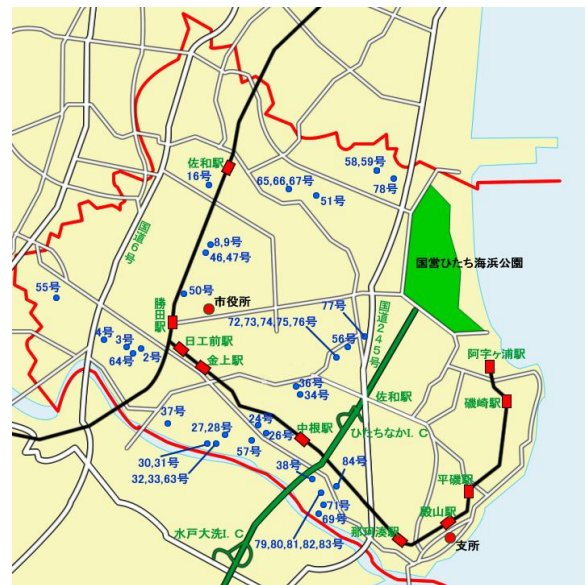 佐和駅
16号
58,59号
65,66,67号
78号
51号
国道6号
8,9号
46,47号
国営ひたち海浜公園
55号
50号
市役所
勝田駅
77号
国道245号
72,73,74,75,76号
4号
3号
日工前駅
56号
64号
2号
金上駅
阿字ヶ浦駅
36号
34号
佐和駅
磯崎駅
37号
24号
27,28号
26号
中根駅
ひたちなかI.C
57号
30,31号
32,33,63号
38号
84号
平磯駅
71号
69号
殿山駅
水戸大洗I.C
79,80,81,82,83号
那珂湊駅
支所